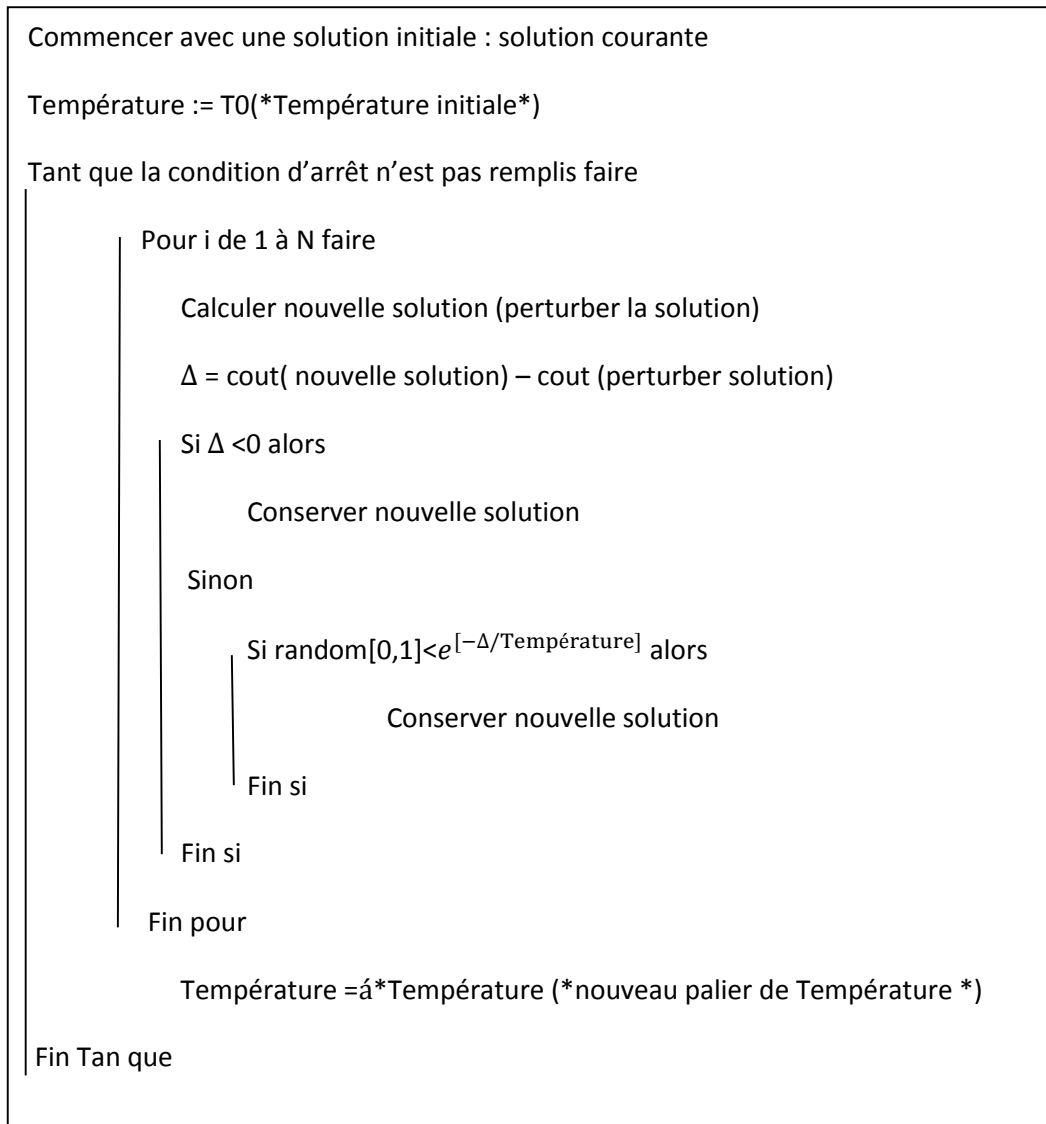 Commencer avec une solution initiale : solution courante
Température := T0(*Température initiale*)
Tant que la condition d’arrêt n’est pas remplis faire
Pour i de 1 à N faire
Calculer nouvelle solution (perturber la solution)
Δ = cout( nouvelle solution) – cout (perturber solution)
Si Δ <0 alors
Conserver nouvelle solution
Sinon
Si random[0,1]<e^[−Δ/Température] alors
Conserver nouvelle solution
Fin si
Fin si
Fin pour
Température =á*Température (*nouveau palier de Température *)
Fin Tan que